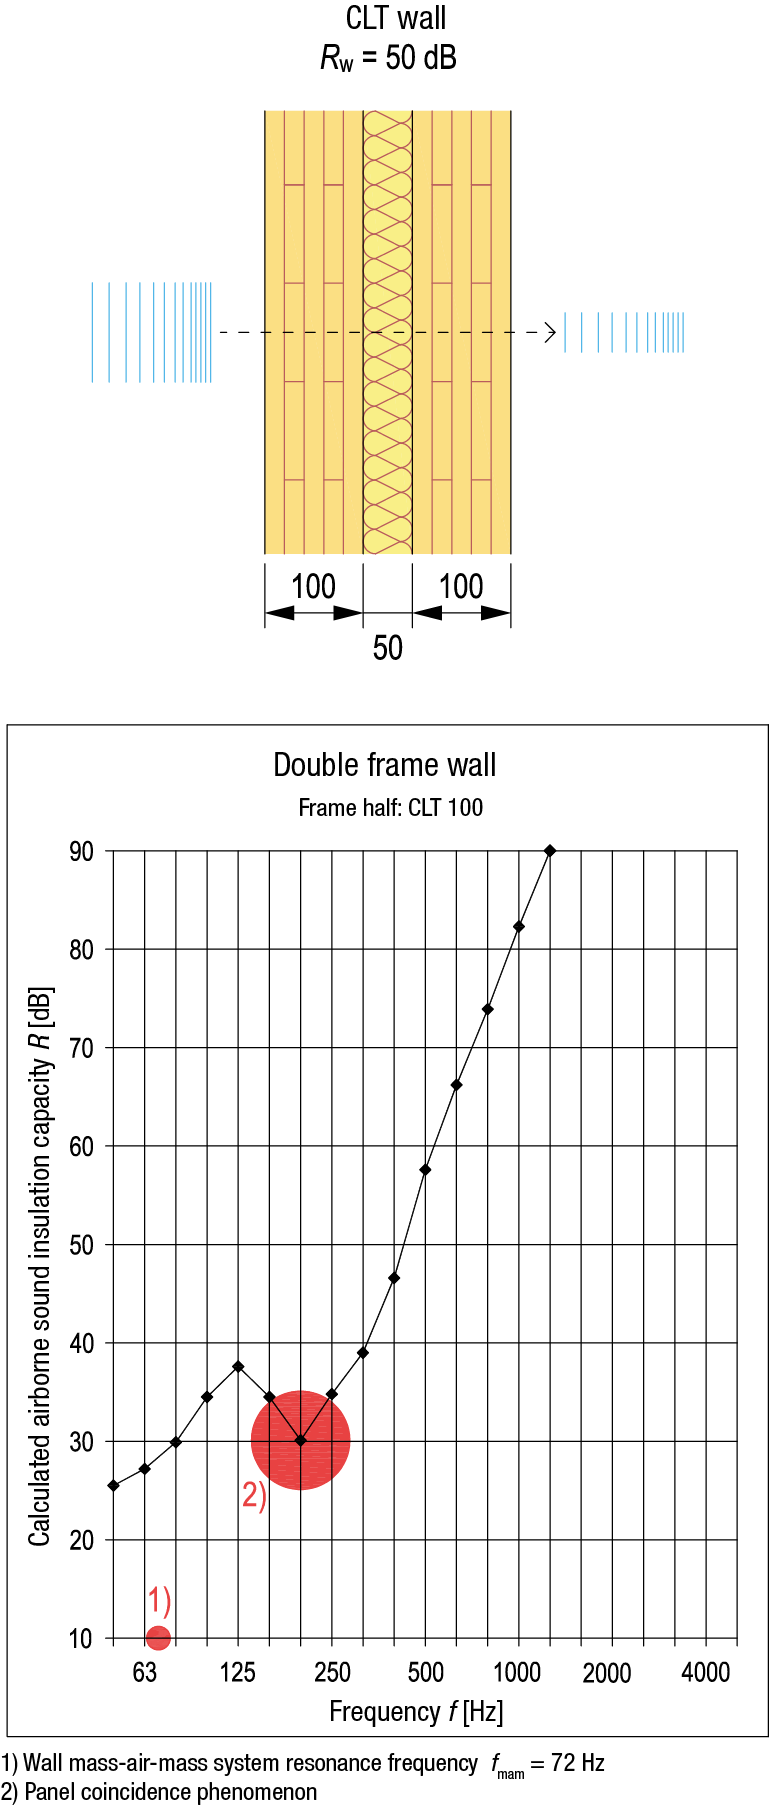 CLT wall
Rw = 50 dB
100 100
50
Double frame wall
Frame half: CLT 100
Calculated airborne sound insulation capacity R [dB]
90
80
70
60
50
40
30
20
10
2)
1)
63 125 250 500 1000 2000 4000
Frequency f [Hz]
1) Wall mass-air-mass system resonance frequency fmam = 72 Hz
2) Panel coincidence phenomenon